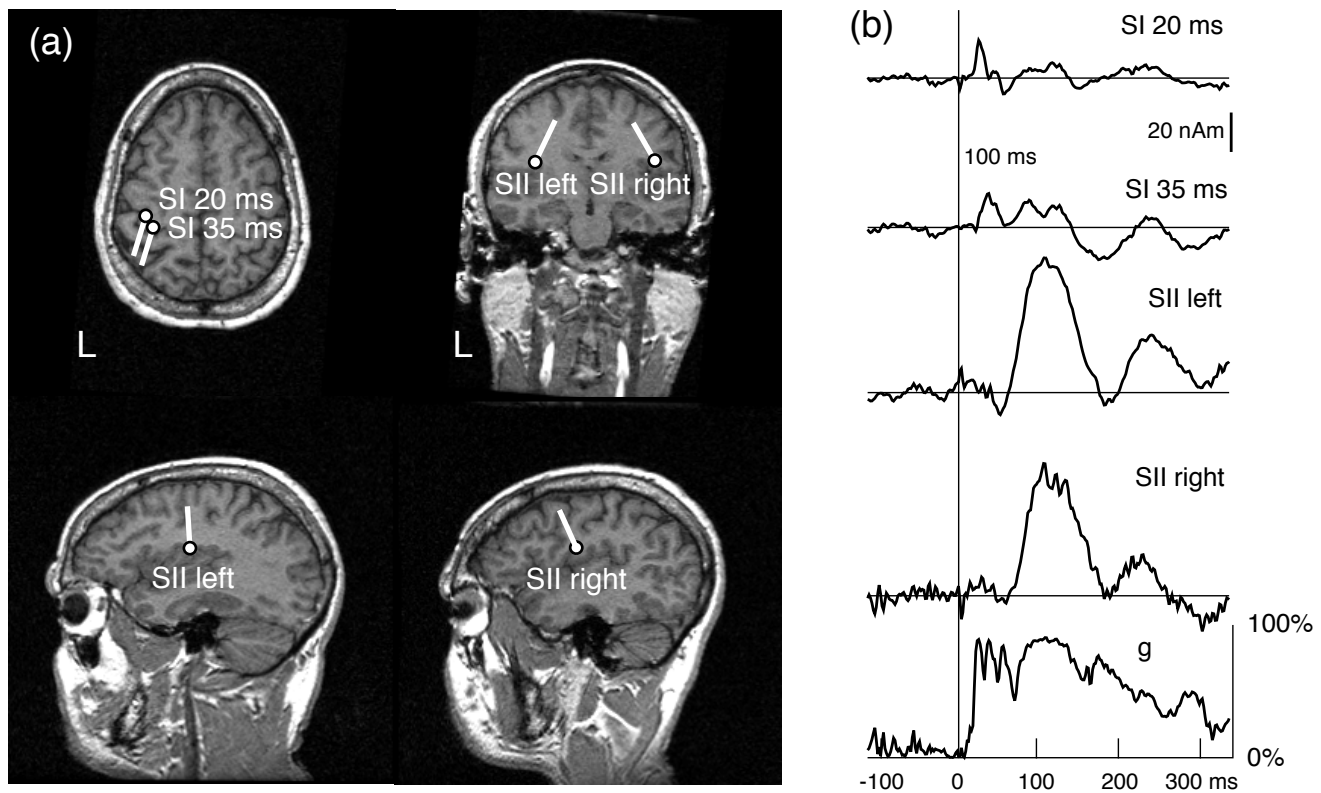 (a)
SI 20 ms
SI 35 ms
L
SII left SII right
L
SII left
SII right
(b)
SI 20 ms
20 nAm
100 ms
SI 35 ms
SII left
SII right
100%
g
0%
-100 0 100 200 300 ms